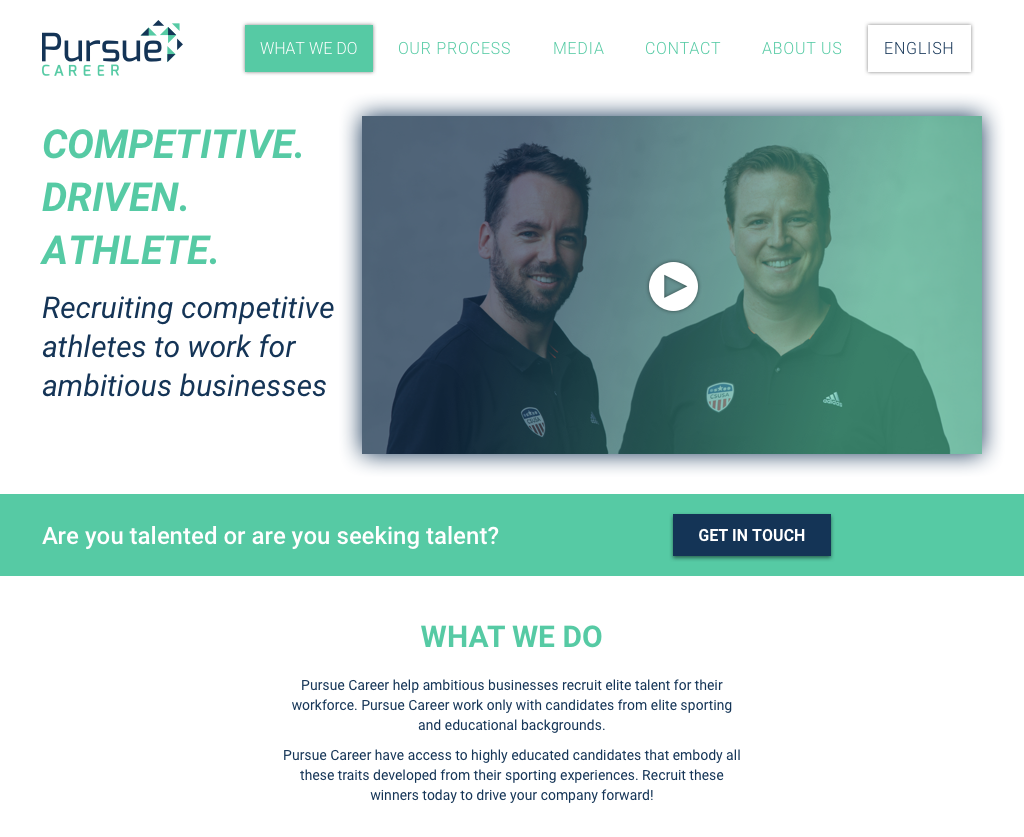 Pursue
CAREER
WHAT WE DO
OUR PROCESS
MEDIA
CONTACT
ABOUT US
ENGLISH
COMPETITIVE.
DRIVEN.
ATHLETE.
Recruiting competitive
athletes to work for
ambitious businesses
CSUSA
Are you talented or are you seeking talent?
GET IN TOUCH
WHAT WE DO
Pursue Career help ambitious businesses recruit elite talent for their
workforce. Pursue Career work only with candidates from elite sporting
and educational backgrounds.
Pursue Career have access to highly educated candidates that embody all
these traits developed from their sporting experiences. Recruit these
winners today to drive your company forward!